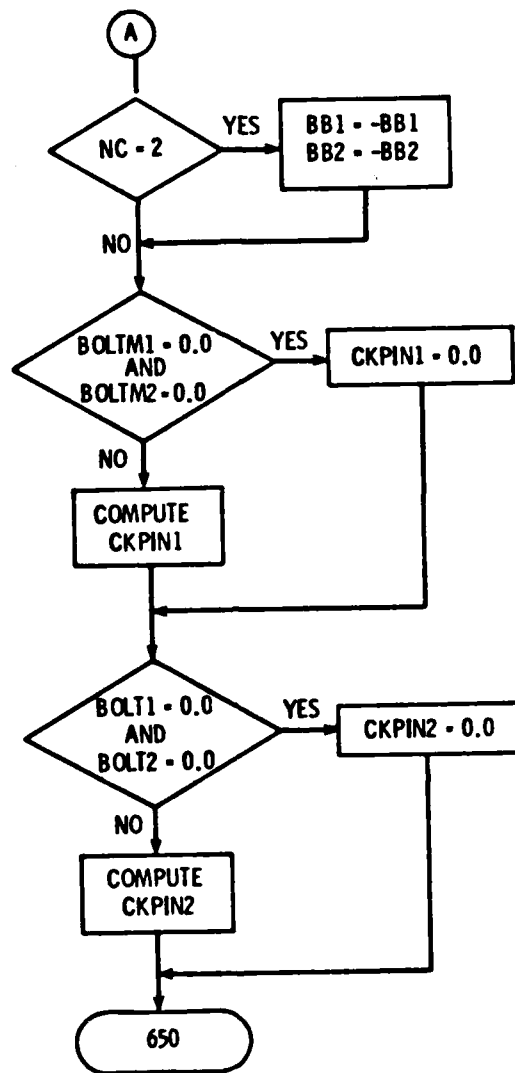 A
NC = 2
YES
BB1 = -BB1
BB2 = -BB2
NO
BOLTM1 = 0.0
AND
BOLTM2 = 0.0
YES
CKPIN1 = 0.0
NO
COMPUTE
CKPIN1
BOLT1 = 0.0
AND
BOLT2 = 0.0
YES
CKPIN2 = 0.0
NO
COMPUTE
CKPIN2
650